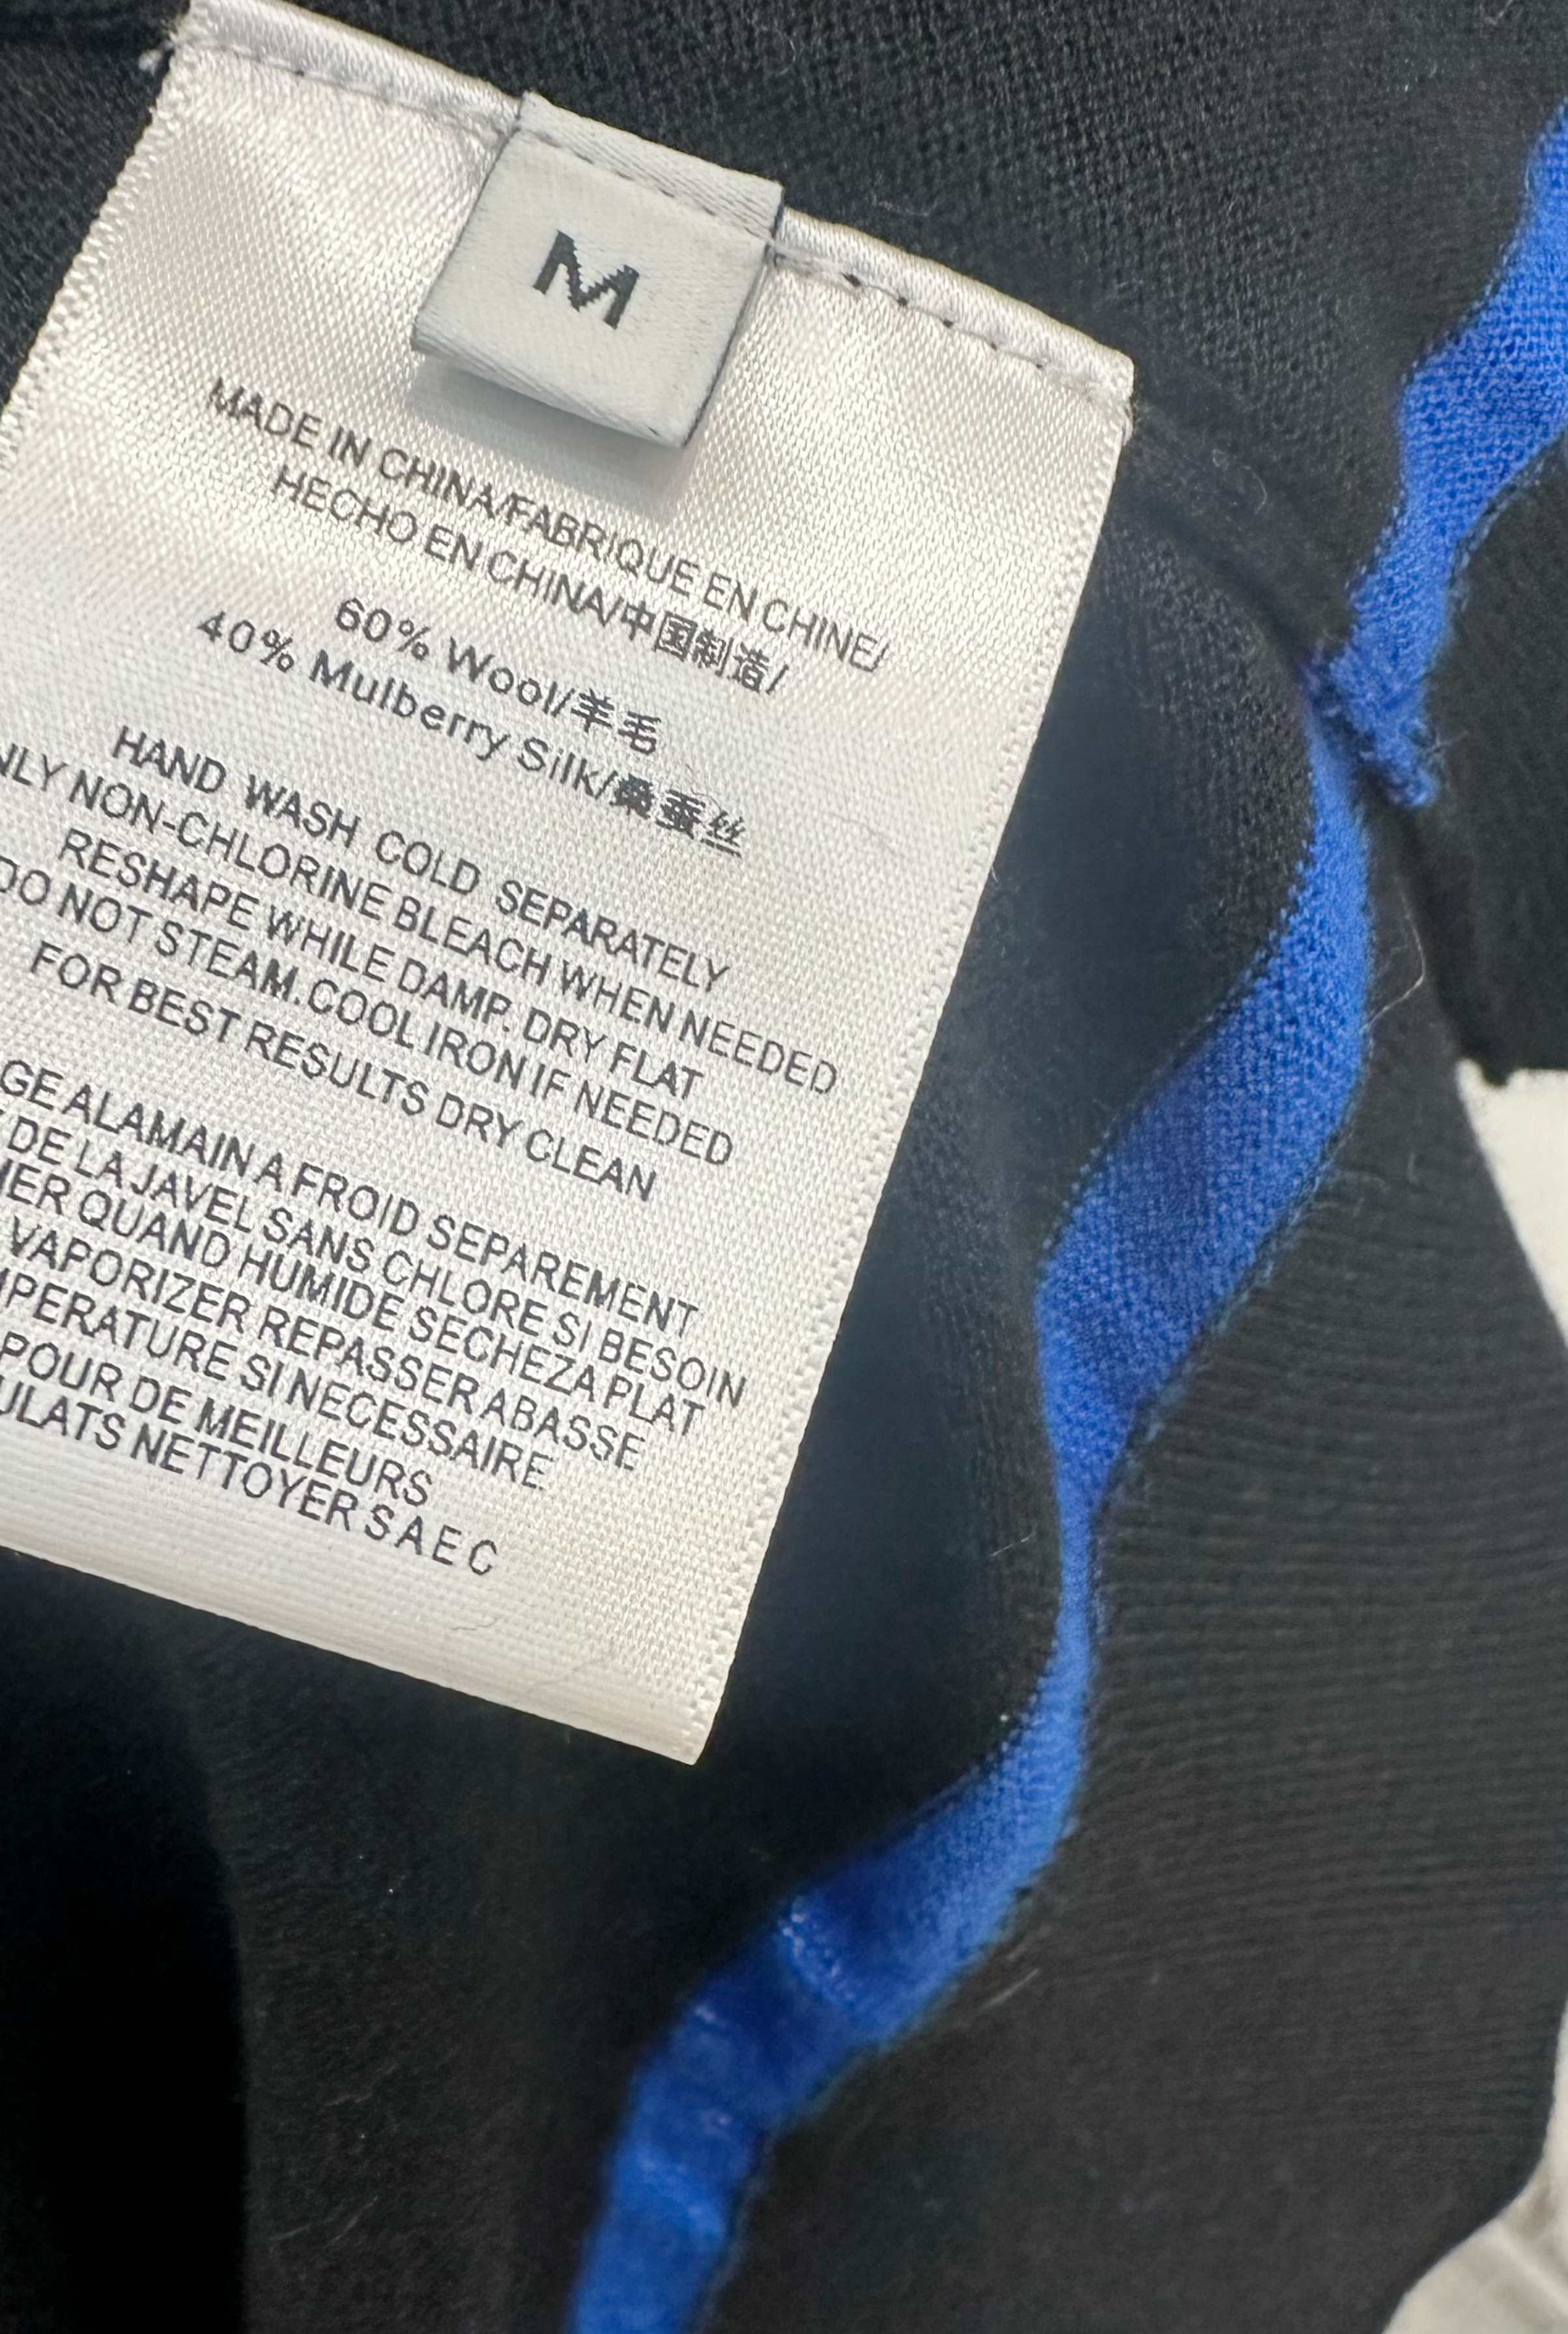 M
MADE IN CHINA/FABRIQUE EN CHINE/
HECHO EN CHINA/中国制造/
60% Wool/羊毛
40% Mulberry Silk/桑蚕丝
HAND WASH COLD SEPARATELY
NLY NON-CHLORINE BLEACH WHEN NEEDED
RESHAPE WHILE DAMP. DRY FLAT
DO NOT STEAM.COOL IRON IF NEEDED
FOR BEST RESULTS DRY CLEAN
GE ALAMAIN A FROID SEPAREMENT
DE LA JAVEL SANS CHLORE SI BESOIN
HER QUAND HUMIDE SECHEZA PLAT
VAPORIZER REPASSER ABASSE
MPERATURE SI NECESSAIRE
POUR DE MEILLEURS
ULATS NETTOYER S A E C